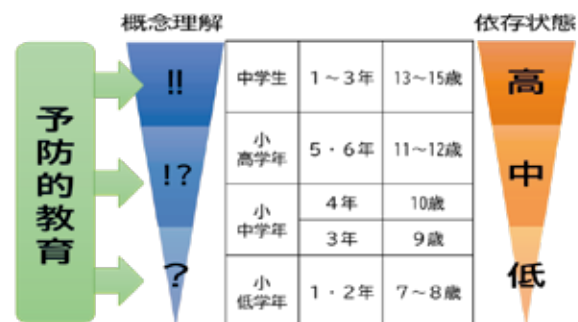 概念理解
依存状態
予防的教育
!!
中学生
1～3年
13～15歳
高
!?
小
高学年
5・6年
11～12歳
中
小
中学年
4年
10歳
3年
9歳
?
小
低学年
1・2年
7～8歳
低